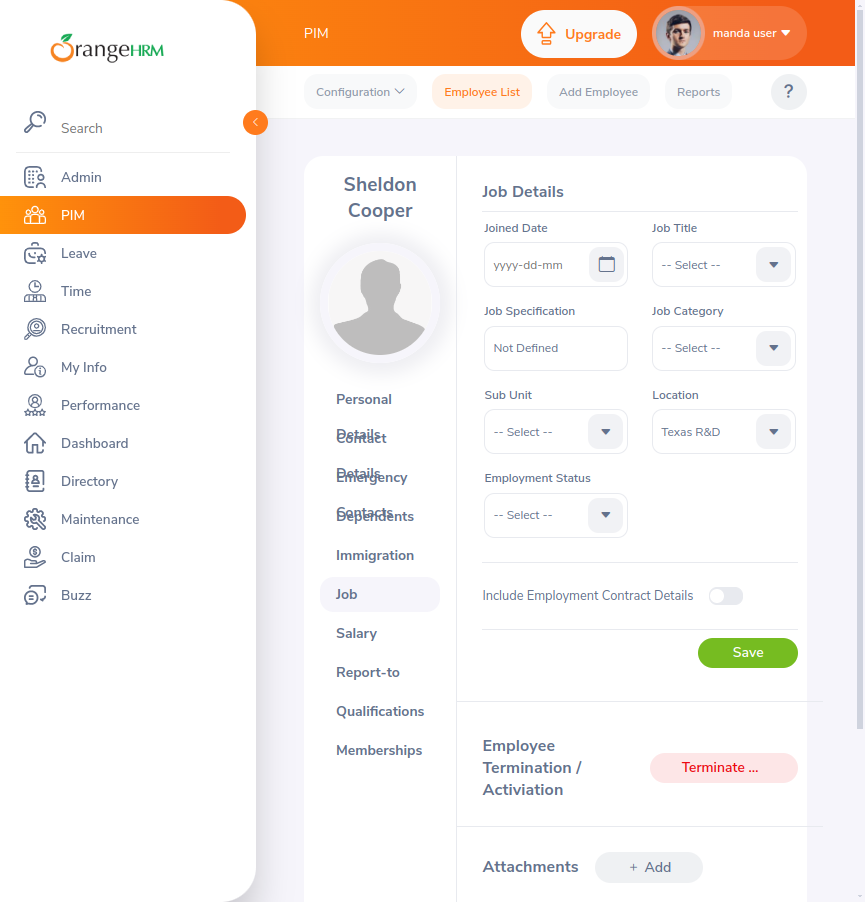 OrangeHRM
PIM
Upgrade
manda user
Configuration
Employee List
Add Employee
Reports
?
Search
Admin
PIM
Leave
Time
Recruitment
My Info
Performance
Dashboard
Directory
Maintenance
Claim
Buzz
Sheldon
Cooper
Personal
Details
Contact
Details
Emergency
Contacts
Dependents
Immigration
Job
Salary
Report-to
Qualifications
Memberships
Job Details
Joined Date
Job Title
yyyy-dd-mm
-- Select --
Job Specification
Job Category
Not Defined
-- Select --
Sub Unit
Location
-- Select --
Texas R&D
Employment Status
-- Select --
Include Employment Contract Details
Save
Employee
Termination /
Activiation
Terminate ...
Attachments
+ Add